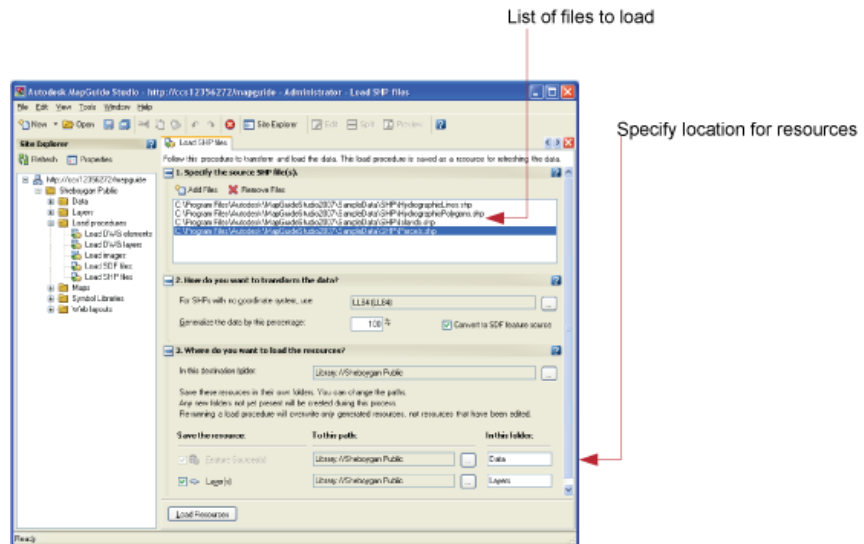 List of files to load
Specify location for resources
Autodesk MapGuide Studio - http://ccs12356272/mapguide - Administrator - Load SHP files
File Edit View Tools Window Help
New Open Site Explorer Edit Split Preview
Site Explorer
Refresh Properties
http://ccs12356272/mapguide
Sheboygan Public
Data
Layers
Load procedures
Load DWG elements
Load DWG layers
Load images
Load SDF files
Load SHP files
Maps
Symbol Libraries
Web layouts
Load SHP files
Follow this procedure to transform and load the data. This load procedure is saved as a resource for refreshing the data.
1. Specify the source SHP file(s).
Add Files Remove Files
C:\Program Files\Autodesk\MapGuideStudio2007\SampleData\SHP\HydrographicLines.shp
C:\Program Files\Autodesk\MapGuideStudio2007\SampleData\SHP\HydrographicPolygons.shp
C:\Program Files\Autodesk\MapGuideStudio2007\SampleData\SHP\Islands.shp
C:\Program Files\Autodesk\MapGuideStudio2007\SampleData\SHP\Parcels.shp
2. How do you want to transform the data?
For SHPs with no coordinate system, use: LL84 (LL84) ...
Generalize the data by this percentage: 100 % Convert to SDF feature source
3. Where do you want to load the resources?
In this destination folder: Library://Sheboygan Public ...
Save these resources in their own folders. You can change the paths.
Any new folders not yet present will be created during this process.
Re-running a load procedure will overwrite only generated resources, not resources that have been edited.
Save the resource: To this path: In this folder:
Feature Source(s) Library://Sheboygan Public ... Data
Layer(s) Library://Sheboygan Public ... Layers
Load Resources
Ready